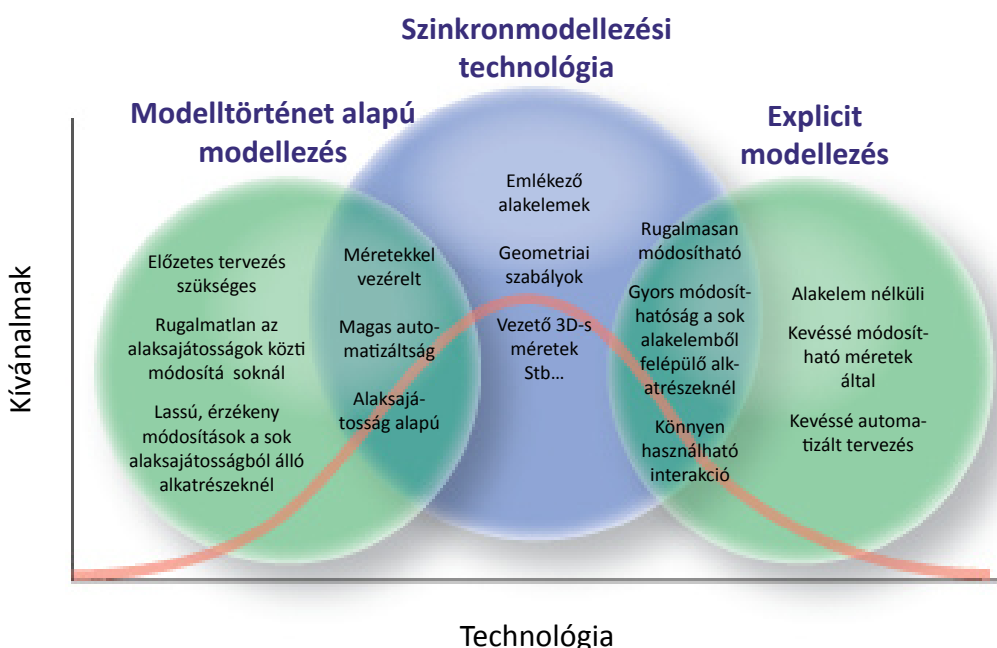 Szinkronmodellezési
technológia
Modelltörténet alapú
modellezés
Explicit
modellezés
Kívánalmak
Előzetes tervezés
szükséges
Rugalmatlan az
alaksajátosságok közti
módosítá soknál
Lassú, érzékeny
módosítások a sok
alaksajátosságból álló
alkatrészeknél
Méretekkel
vezérelt
Magas auto-
matizáltság
Alaksajá-
tosság alapú
Emlékező
alakelemek
Geometriai
szabályok
Vezető 3D-s
méretek
Stb...
Rugalmasan
módosítható
Gyors módosít-
hatóság a sok
alakelemből
felépülő alk-
atrészeknél
Könnyen
használható
interakció
Alakelem nélküli
Kevéssé módosít-
ható méretek
által
Kevéssé automa-
tizált tervezés
Technológia